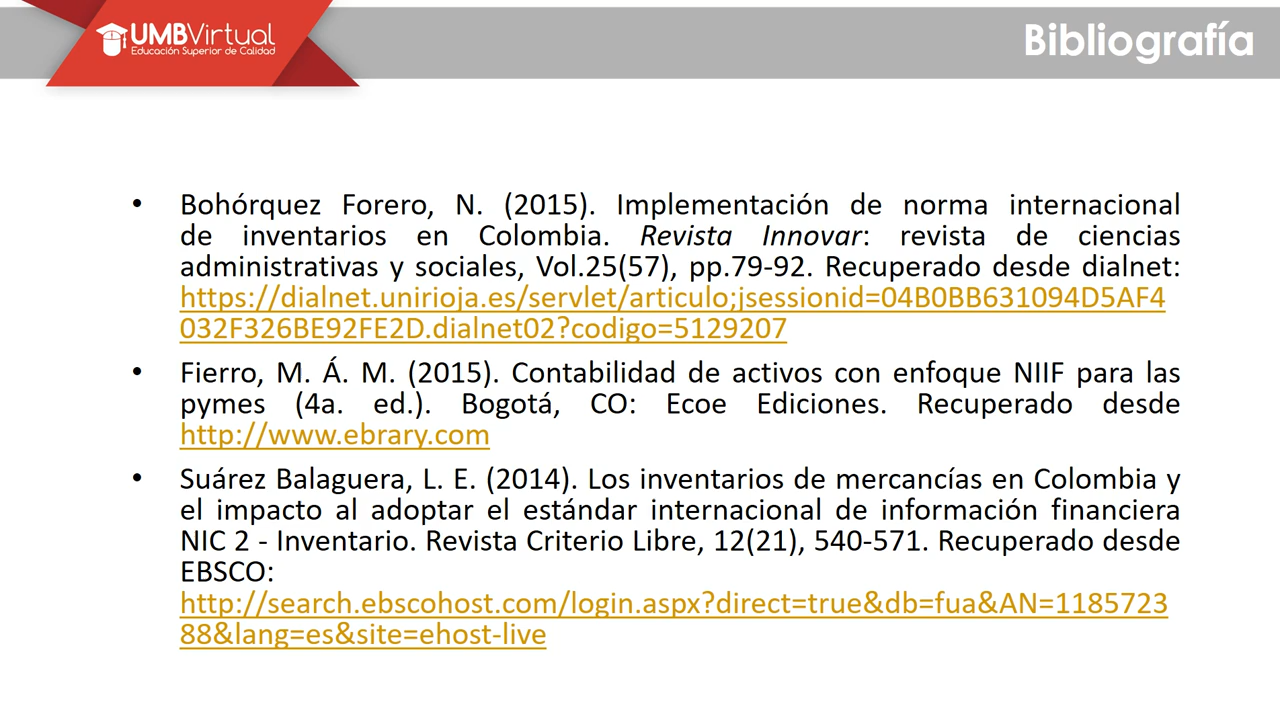 UMBVirtual
Educación Superior de Calidad
Bibliografía
• Bohórquez Forero, N. (2015). Implementación de norma internacional
de inventarios en Colombia. Revista Innovar: revista de ciencias
administrativas y sociales, Vol.25(57), pp.79-92. Recuperado desde dialnet:
https://dialnet.unirioja.es/servlet/articulo;jsessionid=04B0BB631094D5AF4
032F326BE92FE2D.dialnet02?codigo=5129207
• Fierro, M. Á. M. (2015). Contabilidad de activos con enfoque NIIF para las
pymes (4a. ed.). Bogotá, CO: Ecoe Ediciones. Recuperado desde
http://www.ebrary.com
• Suárez Balaguera, L. E. (2014). Los inventarios de mercancías en Colombia y
el impacto al adoptar el estándar internacional de información financiera
NIC 2 - Inventario. Revista Criterio Libre, 12(21), 540-571. Recuperado desde
EBSCO:
http://search.ebscohost.com/login.aspx?direct=true&db=fua&AN=1185723
88&lang=es&site=ehost-live